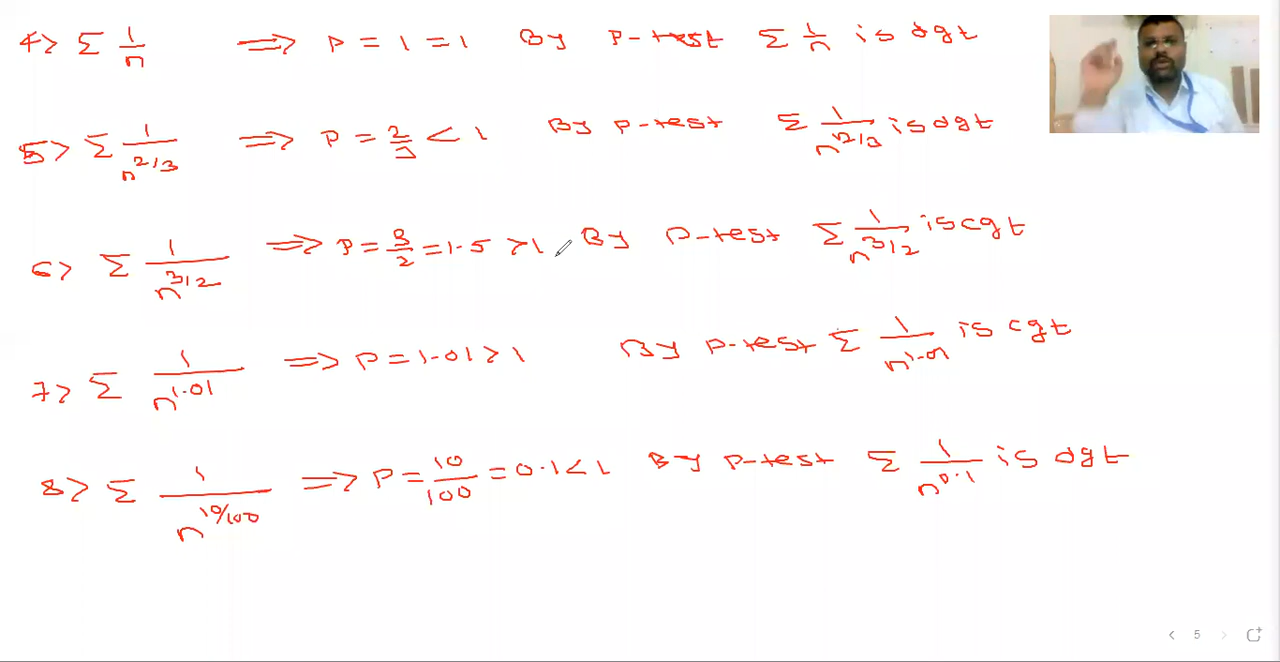 4> Σ 1/n ⟹ P = 1 = 1 By P-test Σ 1/n is dgt
5> Σ 1/n^2/3 ⟹ P = 2/3 < 1 By P-test Σ 1/n^2/3 is dgt
6> Σ 1/n^3/2 ⟹ P = 3/2 = 1.5 > 1 By P-test Σ 1/n^3/2 is cgt
7> Σ 1/n^1.01 ⟹ P = 1.01 > 1 By P-test Σ 1/n^1.01 is cgt
8> Σ 1/n^10/100 ⟹ P = 10/100 = 0.1 < 1 By P-test Σ 1/n^0.1 is dgt
< 5 >